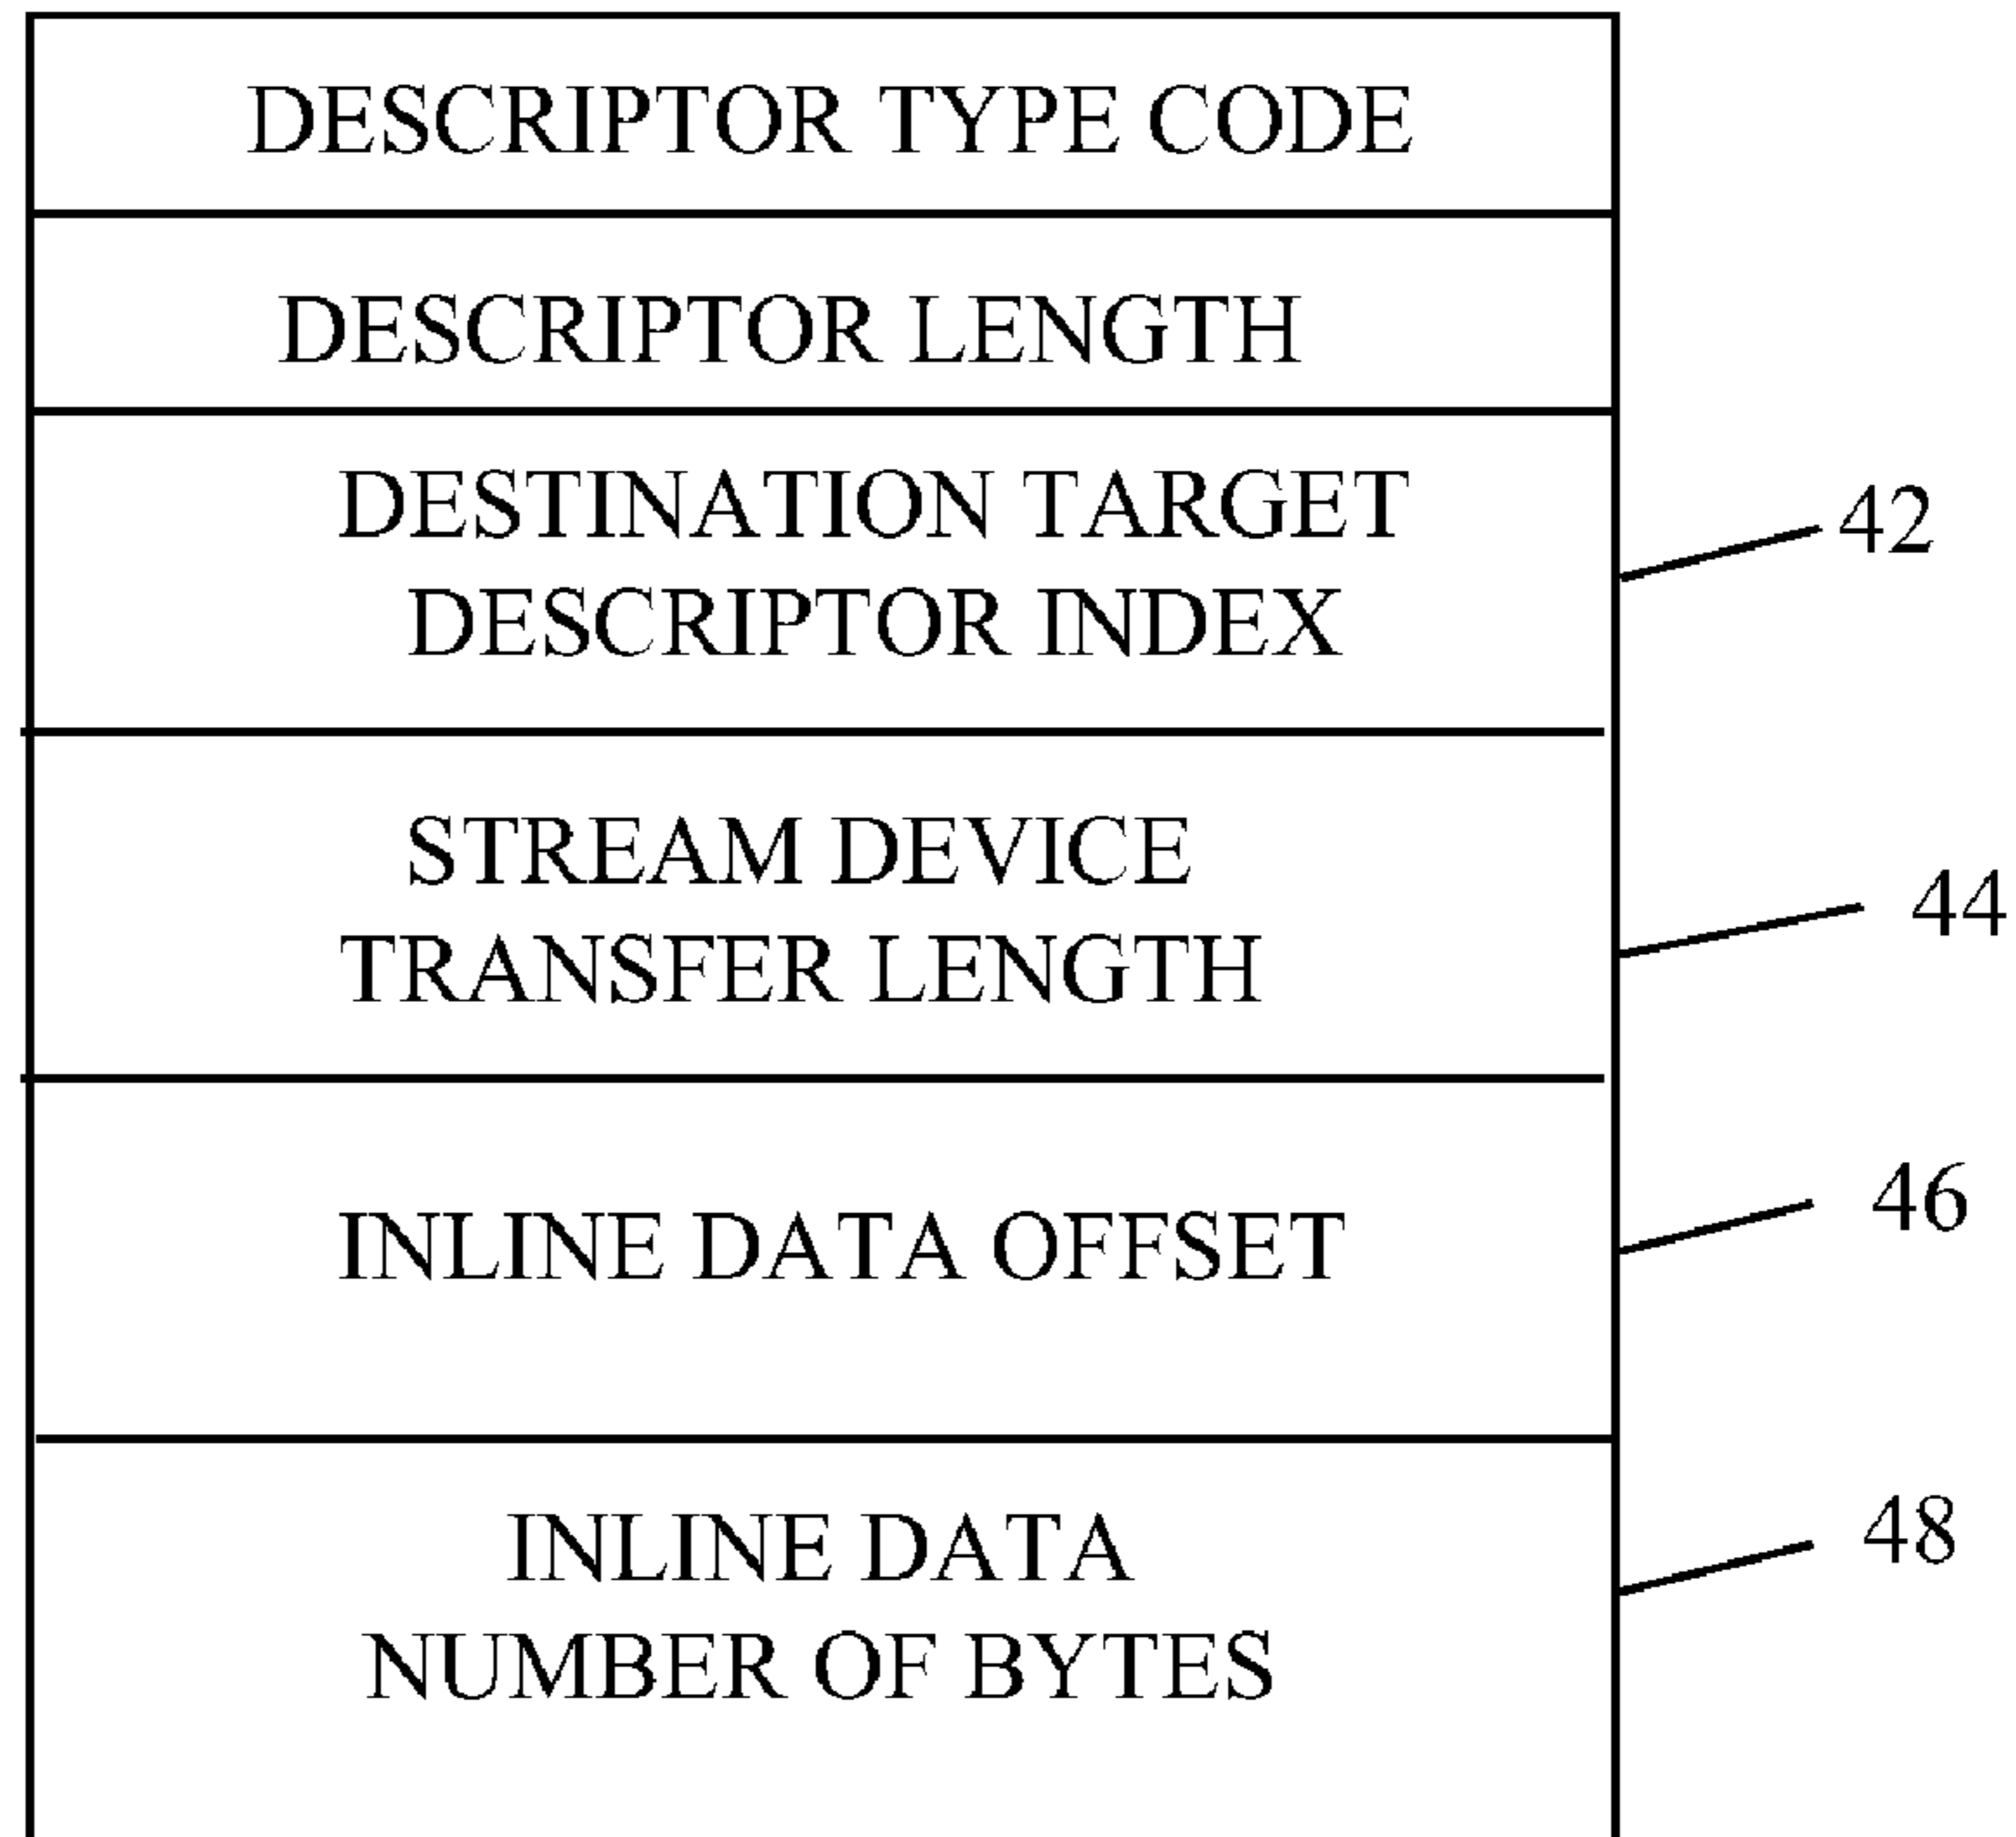 DESCRIPTOR TYPE CODE
DESCRIPTOR LENGTH
DESTINATION TARGET
DESCRIPTOR INDEX
42
STREAM DEVICE
TRANSFER LENGTH
44
INLINE DATA OFFSET
46
INLINE DATA
NUMBER OF BYTES
48